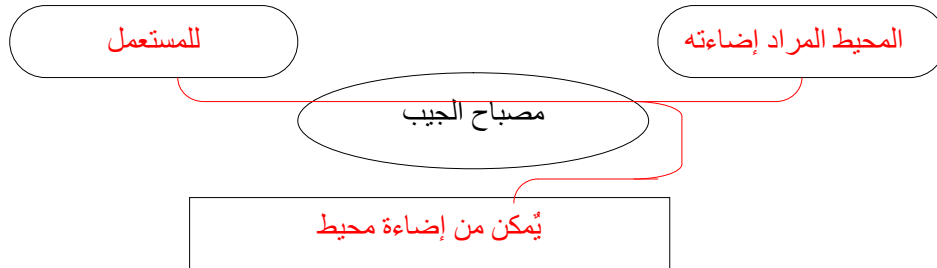 المحيط المراد إضاءته
للمستعمل
مصباح الجيب
يُمكن من إضاءة محيط